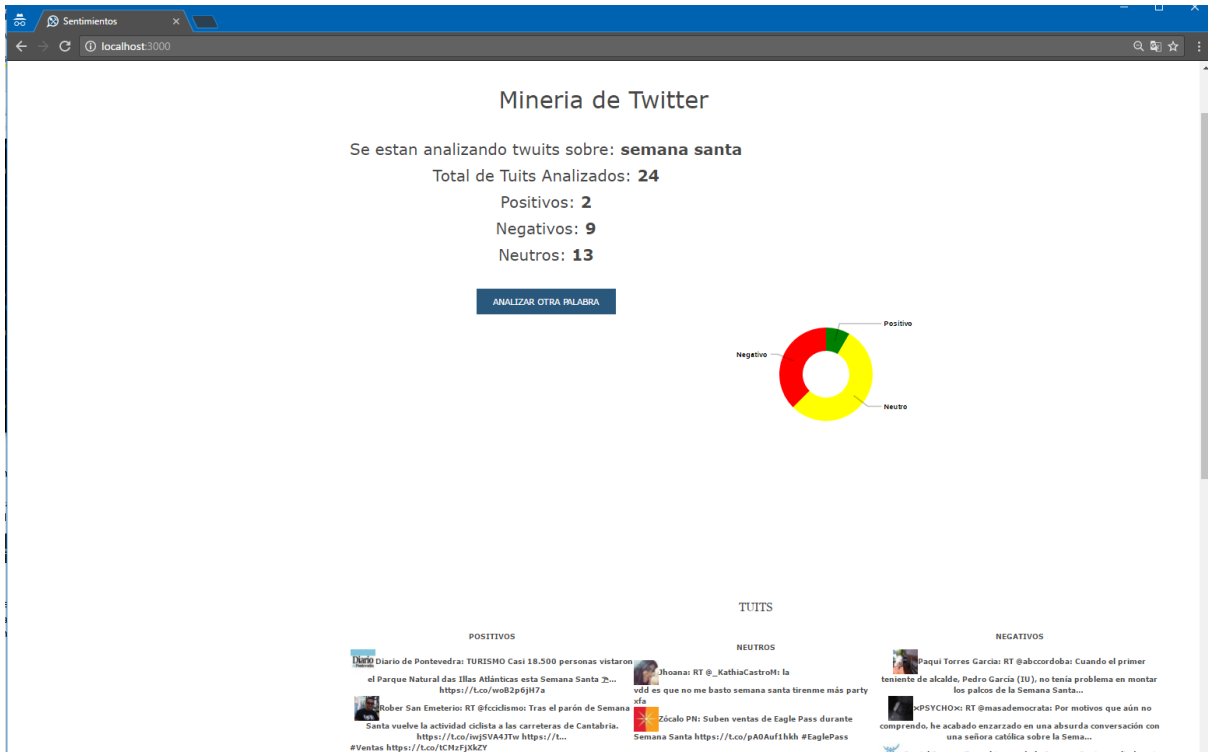 Sentimientos
localhost:3000
Mineria de Twitter
Se estan analizando twuits sobre: semana santa
Total de Tuits Analizados: 24
Positivos: 2
Negativos: 9
Neutros: 13
ANALIZAR OTRA PALABRA
Positivo
Negativo
Neutro
TUITS
POSITIVOS
Diario de Pontevedra: TURISMO Casi 18.500 personas vistaron
el Parque Natural das Illas Atlánticas esta Semana Santa ⛱...
https://t.co/woB2p6jH7a
Rober San Emeterio: RT @fcciclismo: Tras el parón de Semana
Santa vuelve la actividad ciclista a las carreteras de Cantabria.
https://t.co/iwjSVA4JTw https://t...
#Ventas https://t.co/tCMzFjXkZY
NEUTROS
Jhoana: RT @_KathiaCastroM: la
vdd es que no me basto semana santa tirenme más party
xfa
Zócalo PN: Suben ventas de Eagle Pass durante
Semana Santa https://t.co/pA0Auf1hkh #EaglePass
NEGATIVOS
Paqui Torres Garcia: RT @abccordoba: Cuando el primer
teniente de alcalde, Pedro García (IU), no tenía problema en montar
los palcos de la Semana Santa...
×PSYCHO×: RT @masademocrata: Por motivos que aún no
comprendo, he acabado enzarzado en una absurda conversación con
una señora católica sobre la Sema...